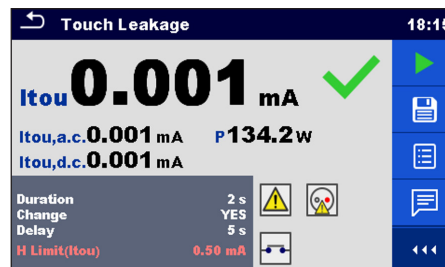 Touch Leakage 18:15
Itou 0.001 mA
Itou,a.c. 0.001 mA P 134.2 W
Itou,d.c. 0.001 mA
Duration 2 s
Change YES
Delay 5 s
H Limit(Itou) 0.50 mA